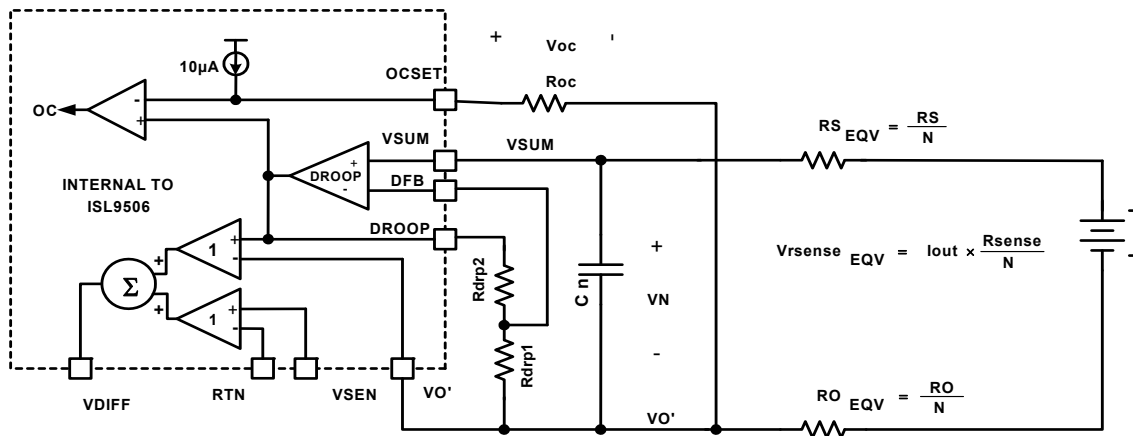 + Voc '
10µA
OCSET
Roc
OC
-
+
RS EQV = RS/N
VSUM VSUM
DROOP + -
DFB
INTERNAL TO
ISL9506
DROOP
1 + -
+
Σ
+
1 + -
Rdrp2
Cn
+
VN
-
Vrsense EQV = Iout × Rsense/N
Rdrp1
VDIFF RTN VSEN VO' VO'
RO EQV = RO/N